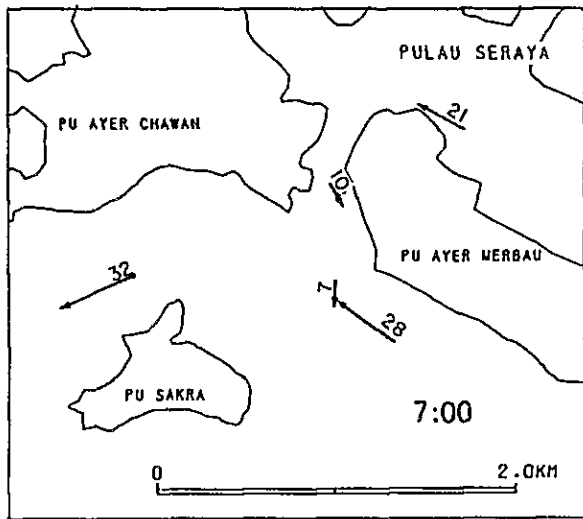 PULAU SERAYA
21
PU AYER CHAWAN
10
PU AYER MERBAU
32
7
28
PU SAKRA
7:00
0
2.0KM